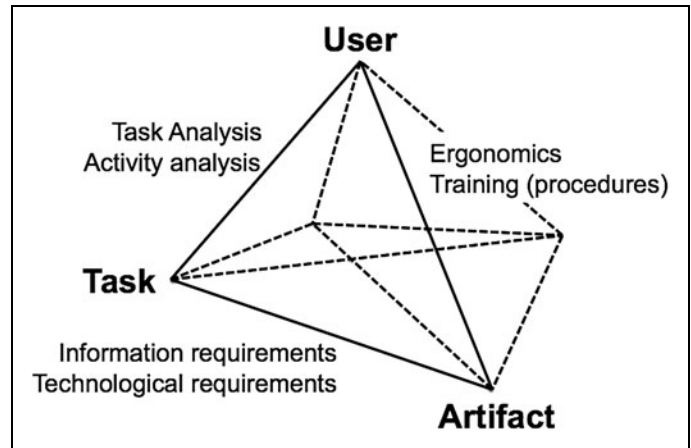 User
Task Analysis
Activity analysis
Ergonomics
Training (procedures)
Task
Information requirements
Technological requirements
Artifact